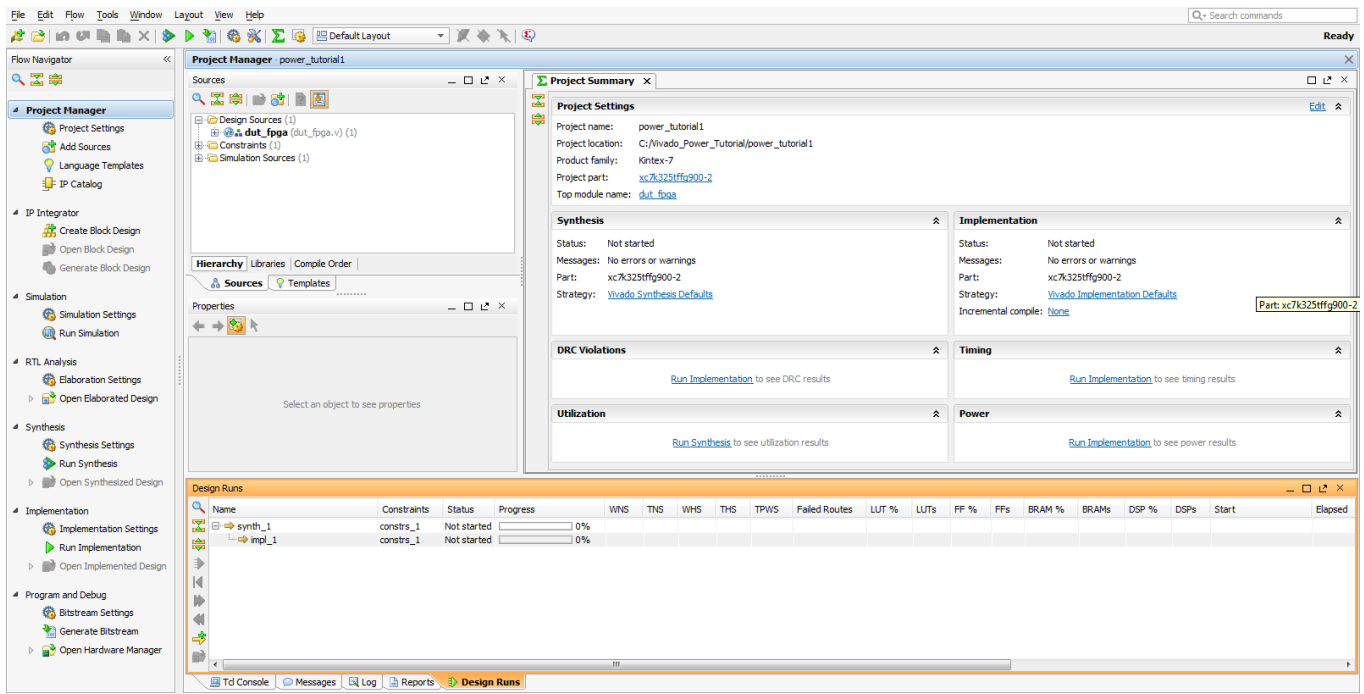 File Edit Flow Tools Window Layout View Help
Search commands
Default Layout
Ready
Flow Navigator
Project Manager
Project Settings
Add Sources
Language Templates
IP Catalog
IP Integrator
Create Block Design
Open Block Design
Generate Block Design
Simulation
Simulation Settings
Run Simulation
RTL Analysis
Elaboration Settings
Open Elaborated Design
Synthesis
Synthesis Settings
Run Synthesis
Open Synthesized Design
Implementation
Implementation Settings
Run Implementation
Open Implemented Design
Program and Debug
Bitstream Settings
Generate Bitstream
Open Hardware Manager
Project Manager - power_tutorial1
Sources
Design Sources (1)
dut_fpga (dut_fpga.v) (1)
Constraints (1)
Simulation Sources (1)
Hierarchy Libraries Compile Order
Sources Templates
Properties
Select an object to see properties
Project Summary
Project Settings Edit
Project name: power_tutorial1
Project location: C:/Vivado_Power_Tutorial/power_tutorial1
Product family: Kintex-7
Project part: xc7k325tffg900-2
Top module name: dut_fpga
Synthesis
Status: Not started
Messages: No errors or warnings
Part: xc7k325tffg900-2
Strategy: Vivado Synthesis Defaults
Implementation
Status: Not started
Messages: No errors or warnings
Part: xc7k325tffg900-2
Strategy: Vivado Implementation Defaults
Incremental compile: None
Part: xc7k325tffg900-2
DRC Violations
Run Implementation to see DRC results
Timing
Run Implementation to see timing results
Utilization
Run Synthesis to see utilization results
Power
Run Implementation to see power results
Design Runs
Name Constraints Status Progress WNS TNS WHS THS TPWS Failed Routes LUT % LUTs FF % FFs BRAM % BRAMs DSP % DSPs Start Elapsed
synth_1 constrs_1 Not started 0%
impl_1 constrs_1 Not started 0%
Tcl Console Messages Log Reports Design Runs